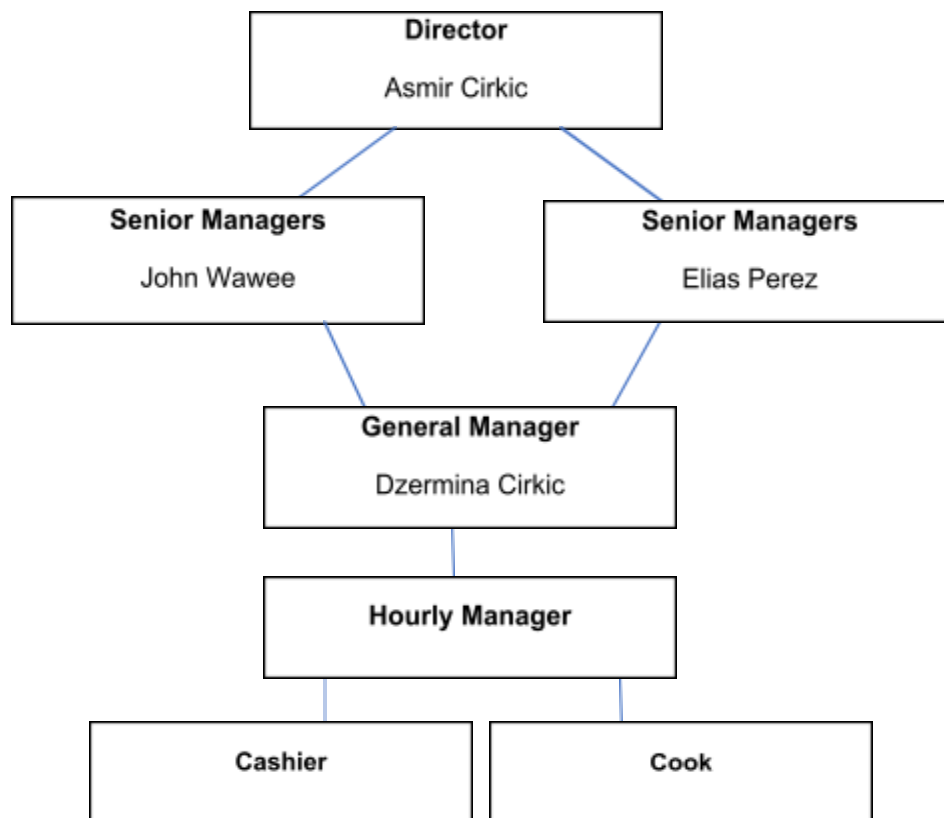 Director
Asmir Cirkic
Senior Managers
John Wawee
Senior Managers
Elias Perez
General Manager
Dzermina Cirkic
Hourly Manager
Cashier
Cook